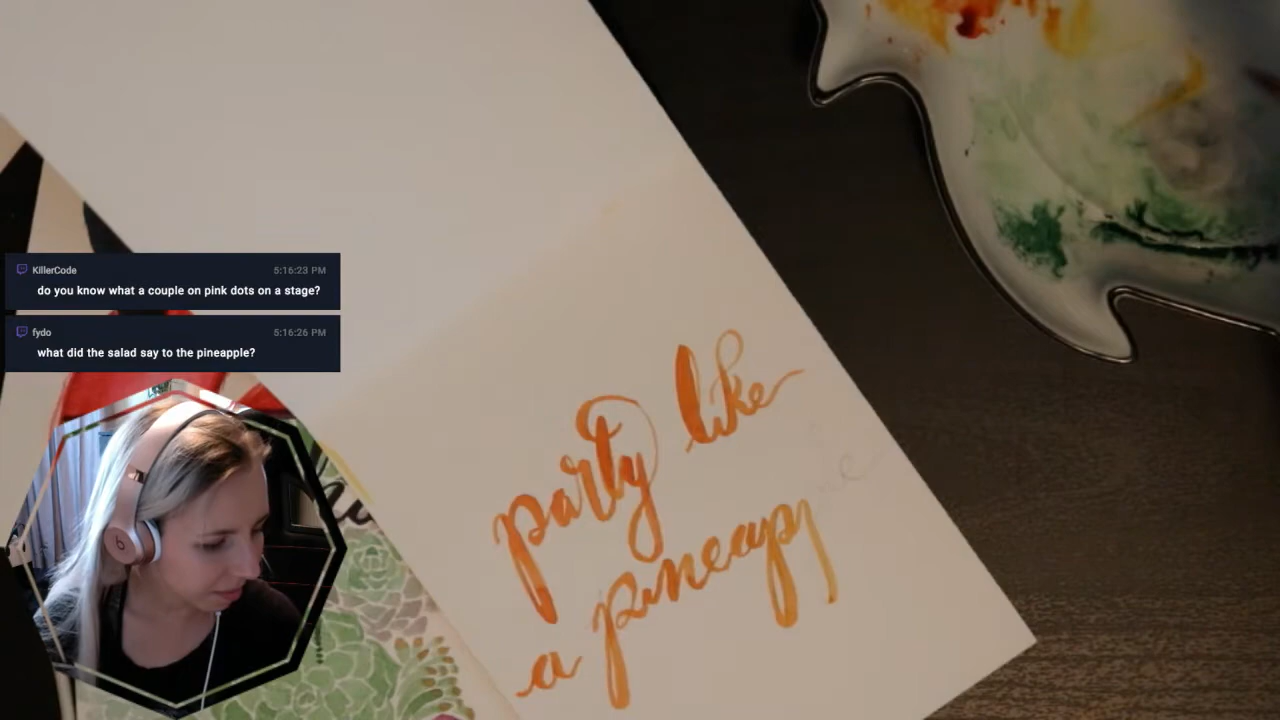 KillerCode 5:16:23 PM
do you know what a couple on pink dots on a stage?
fydo 5:16:26 PM
what did the salad say to the pineapple?
party like
a pineapp